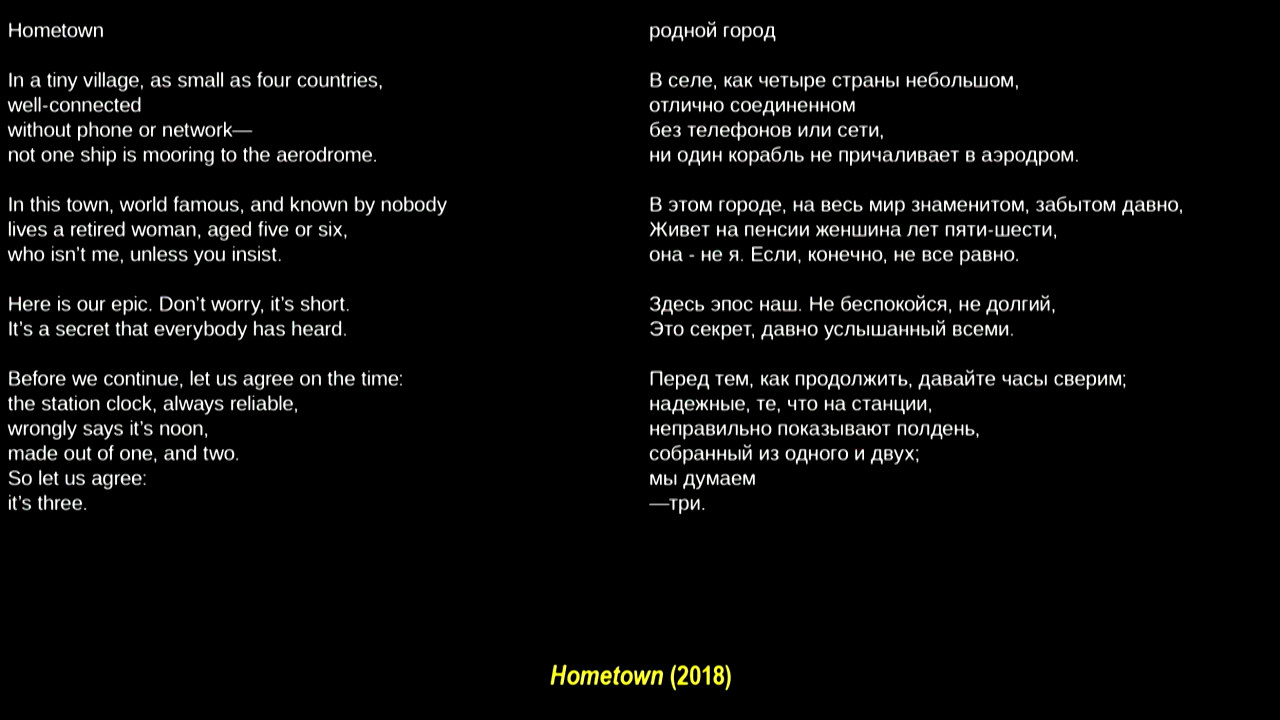 Hometown
In a tiny village, as small as four countries,
well-connected
without phone or network—
not one ship is mooring to the aerodrome.
In this town, world famous, and known by nobody
lives a retired woman, aged five or six,
who isn’t me, unless you insist.
Here is our epic. Don’t worry, it’s short.
It’s a secret that everybody has heard.
Before we continue, let us agree on the time:
the station clock, always reliable,
wrongly says it’s noon,
made out of one, and two.
So let us agree:
it’s three.
родной город
В селе, как четыре страны небольшом,
отлично соединенном
без телефонов или сети,
ни один корабль не причаливает в аэродром.
В этом городе, на весь мир знаменитом, забытом давно,
Живет на пенсии женшина лет пяти-шести,
она - не я. Если, конечно, не все равно.
Здесь эпос наш. Не беспокойся, не долгий,
Это секрет, давно услышанный всеми.
Перед тем, как продолжить, давайте часы сверим;
надежные, те, что на станции,
неправильно показывают полдень,
собранный из одного и двух;
мы думаем
—три.
Hometown (2018)